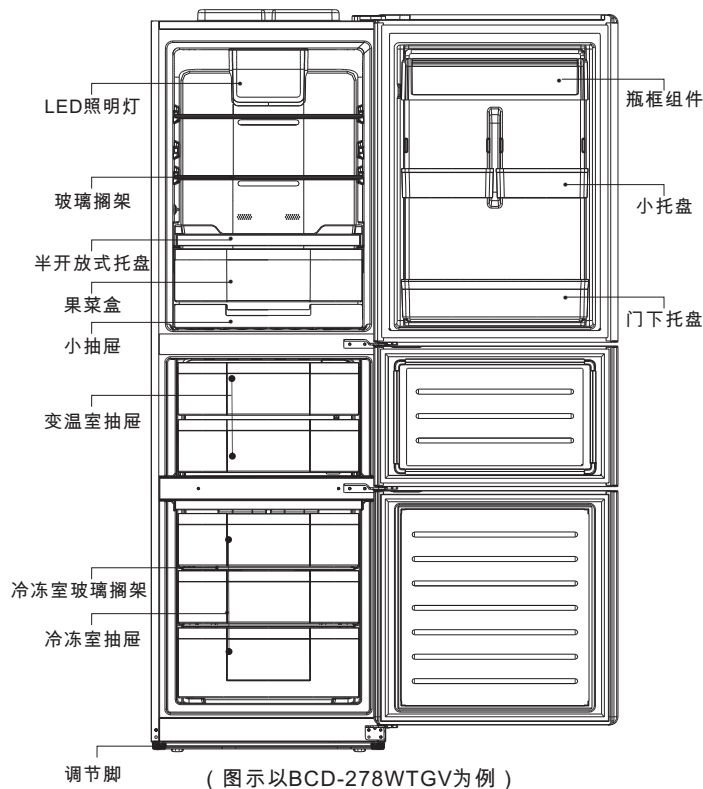 LED照明灯
玻璃搁架
半开放式托盘
果菜盒
小抽屉
变温室抽屉
冷冻室玻璃搁架
冷冻室抽屉
调节脚
瓶框组件
小托盘
门下托盘
(图示以BCD-278WTGV为例)